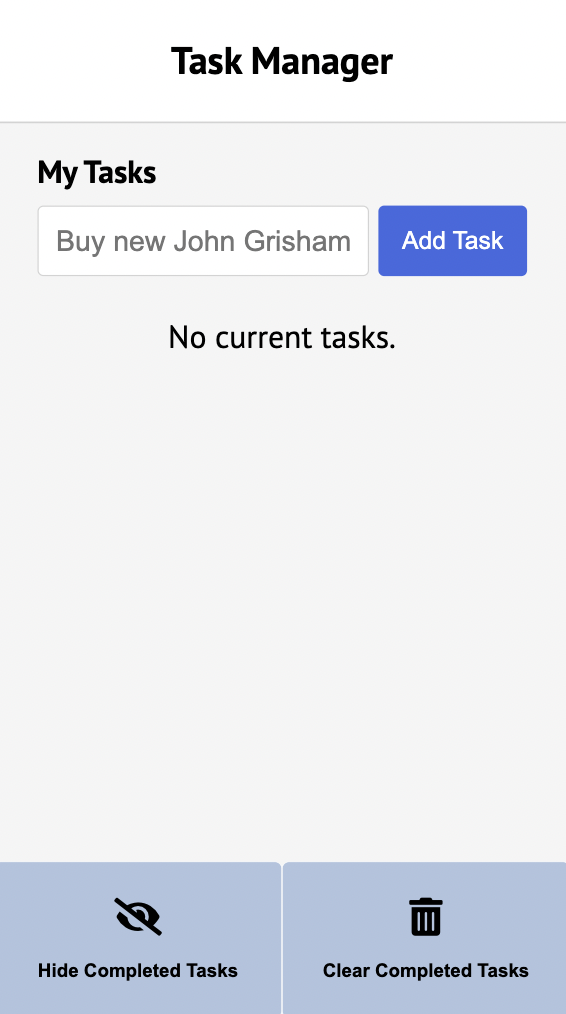 Task Manager
My Tasks
Buy new John Grisham
Add Task
No current tasks.
Hide Completed Tasks
Clear Completed Tasks